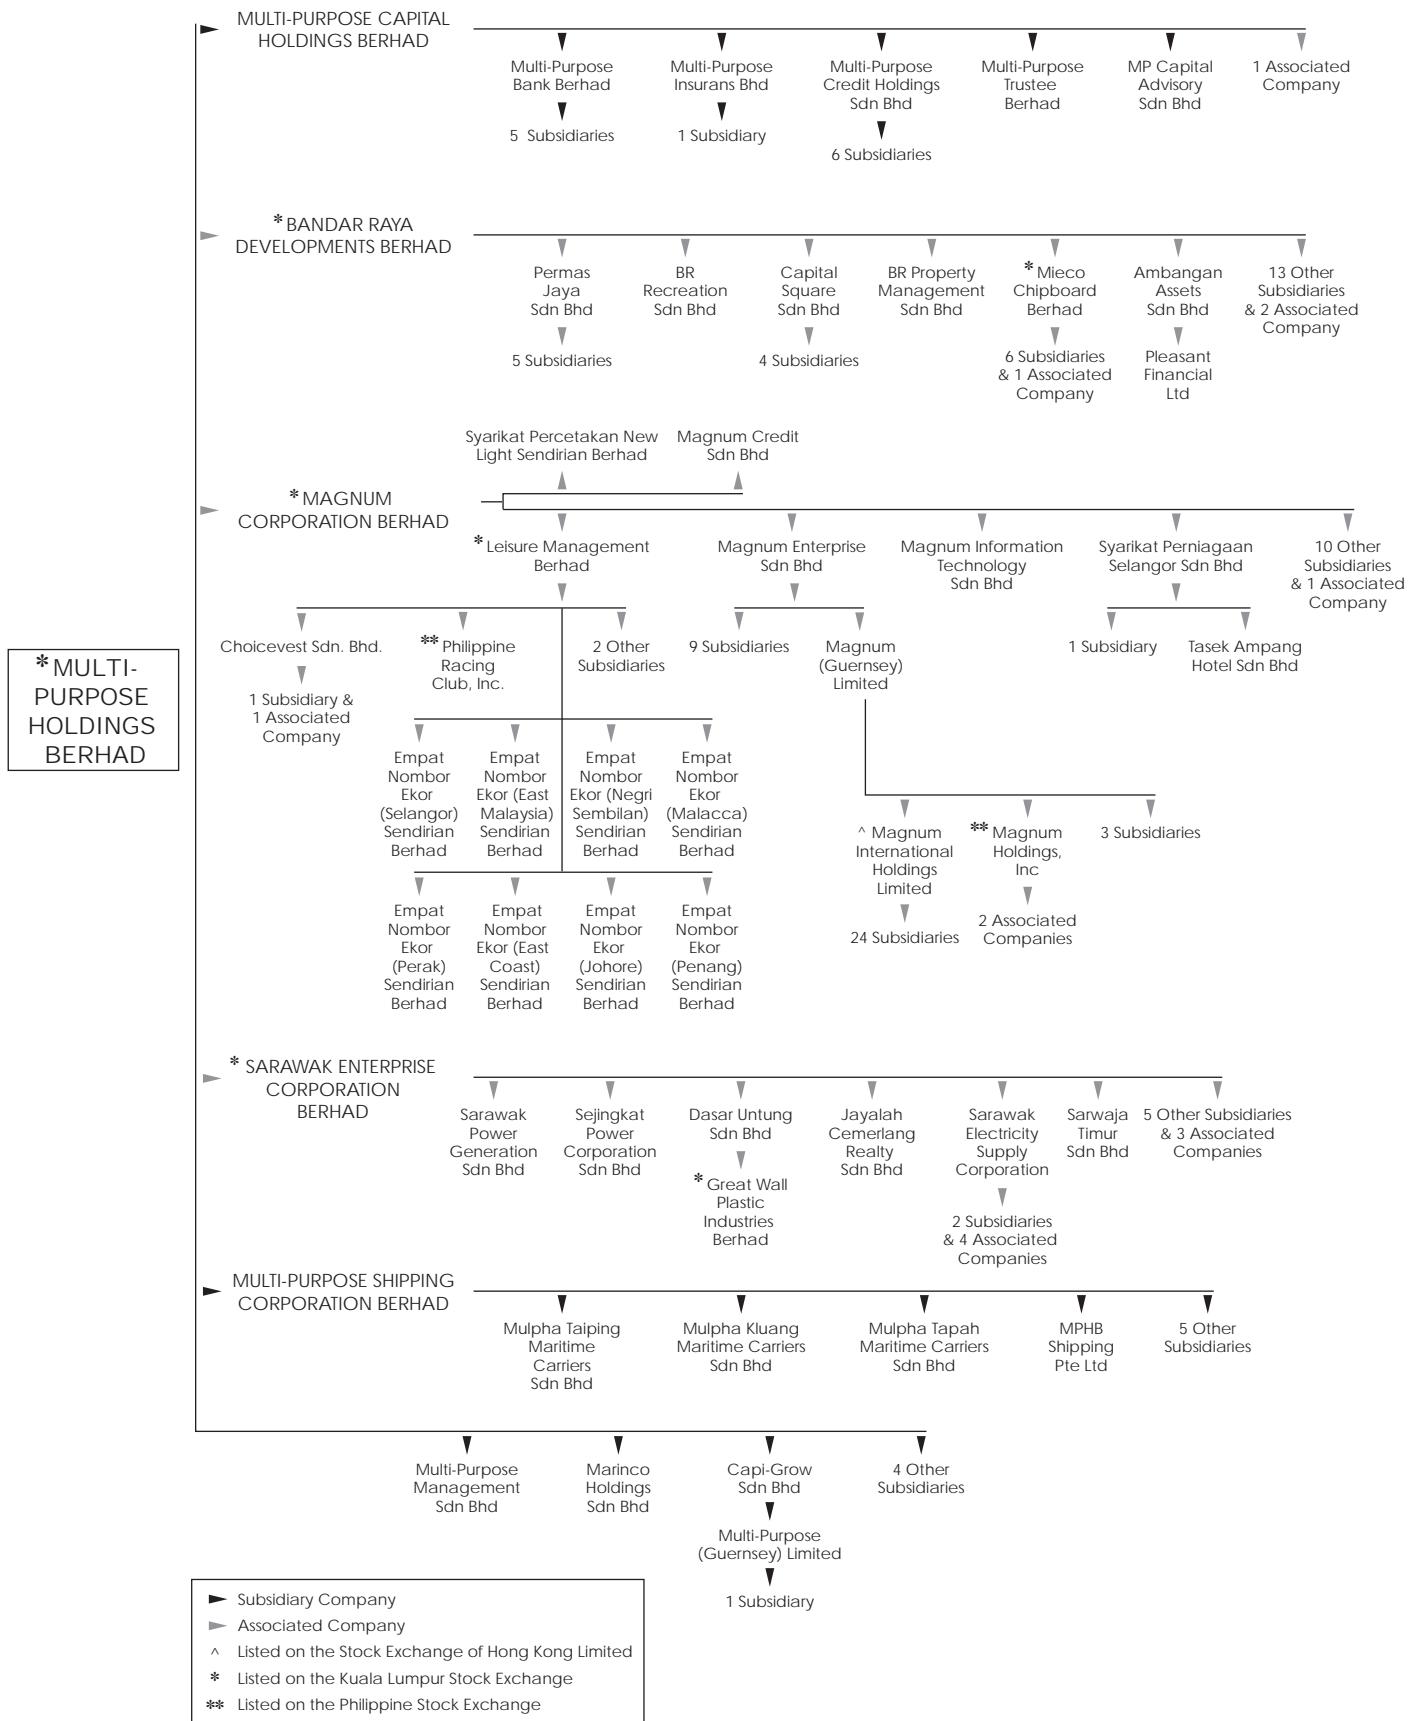 MULTI-PURPOSE CAPITAL
HOLDINGS BERHAD
Multi-Purpose
Bank Berhad
5 Subsidiaries
Multi-Purpose
Insurans Bhd
1 Subsidiary
Multi-Purpose
Credit Holdings
Sdn Bhd
6 Subsidiaries
Multi-Purpose
Trustee
Berhad
MP Capital
Advisory
Sdn Bhd
1 Associated
Company
*BANDAR RAYA
DEVELOPMENTS BERHAD
Permas
Jaya
Sdn Bhd
5 Subsidiaries
BR
Recreation
Sdn Bhd
Capital
Square
Sdn Bhd
4 Subsidiaries
BR Property
Management
Sdn Bhd
*Mieco
Chipboard
Berhad
6 Subsidiaries
& 1 Associated
Company
Ambangan
Assets
Sdn Bhd
Pleasant
Financial
Ltd
13 Other
Subsidiaries
& 2 Associated
Company
Syarikat Percetakan New
Light Sendirian Berhad
Magnum Credit
Sdn Bhd
*MAGNUM
CORPORATION BERHAD
*Leisure Management
Berhad
Magnum Enterprise
Sdn Bhd
Magnum Information
Technology
Sdn Bhd
Syarikat Perniagaan
Selangor Sdn Bhd
10 Other
Subsidiaries
& 1 Associated
Company
Choicevest Sdn. Bhd.
1 Subsidiary &
1 Associated
Company
** Philippine
Racing
Club, Inc.
2 Other
Subsidiaries
9 Subsidiaries
Magnum
(Guernsey)
Limited
1 Subsidiary
Tasek Ampang
Hotel Sdn Bhd
*MULTI-
PURPOSE
HOLDINGS
BERHAD
Empat
Nombor
Ekor
(Selangor)
Sendirian
Berhad
Empat
Nombor
Ekor (East
Malaysia)
Sendirian
Berhad
Empat
Nombor
Ekor (Negri
Sembilan)
Sendirian
Berhad
Empat
Nombor
Ekor
(Malacca)
Sendirian
Berhad
^ Magnum
International
Holdings
Limited
24 Subsidiaries
** Magnum
Holdings,
Inc
2 Associated
Companies
3 Subsidiaries
Empat
Nombor
Ekor
(Perak)
Sendirian
Berhad
Empat
Nombor
Ekor (East
Coast)
Sendirian
Berhad
Empat
Nombor
Ekor
(Johore)
Sendirian
Berhad
Empat
Nombor
Ekor
(Penang)
Sendirian
Berhad
* SARAWAK ENTERPRISE
CORPORATION
BERHAD
Sarawak
Power
Generation
Sdn Bhd
Sejingkat
Power
Corporation
Sdn Bhd
Dasar Untung
Sdn Bhd
*Great Wall
Plastic
Industries
Berhad
Jayalah
Cemerlang
Realty
Sdn Bhd
Sarawak
Electricity
Supply
Corporation
2 Subsidiaries
& 4 Associated
Companies
Sarwaja
Timur
Sdn Bhd
5 Other Subsidiaries
& 3 Associated
Companies
MULTI-PURPOSE SHIPPING
CORPORATION BERHAD
Mulpha Taiping
Maritime
Carriers
Sdn Bhd
Mulpha Kluang
Maritime Carriers
Sdn Bhd
Mulpha Tapah
Maritime Carriers
Sdn Bhd
MPHB
Shipping
Pte Ltd
5 Other
Subsidiaries
Multi-Purpose
Management
Sdn Bhd
Marinco
Holdings
Sdn Bhd
Capi-Grow
Sdn Bhd
Multi-Purpose
(Guernsey) Limited
1 Subsidiary
4 Other
Subsidiaries
Subsidiary Company
Associated Company
^ Listed on the Stock Exchange of Hong Kong Limited
* Listed on the Kuala Lumpur Stock Exchange
** Listed on the Philippine Stock Exchange